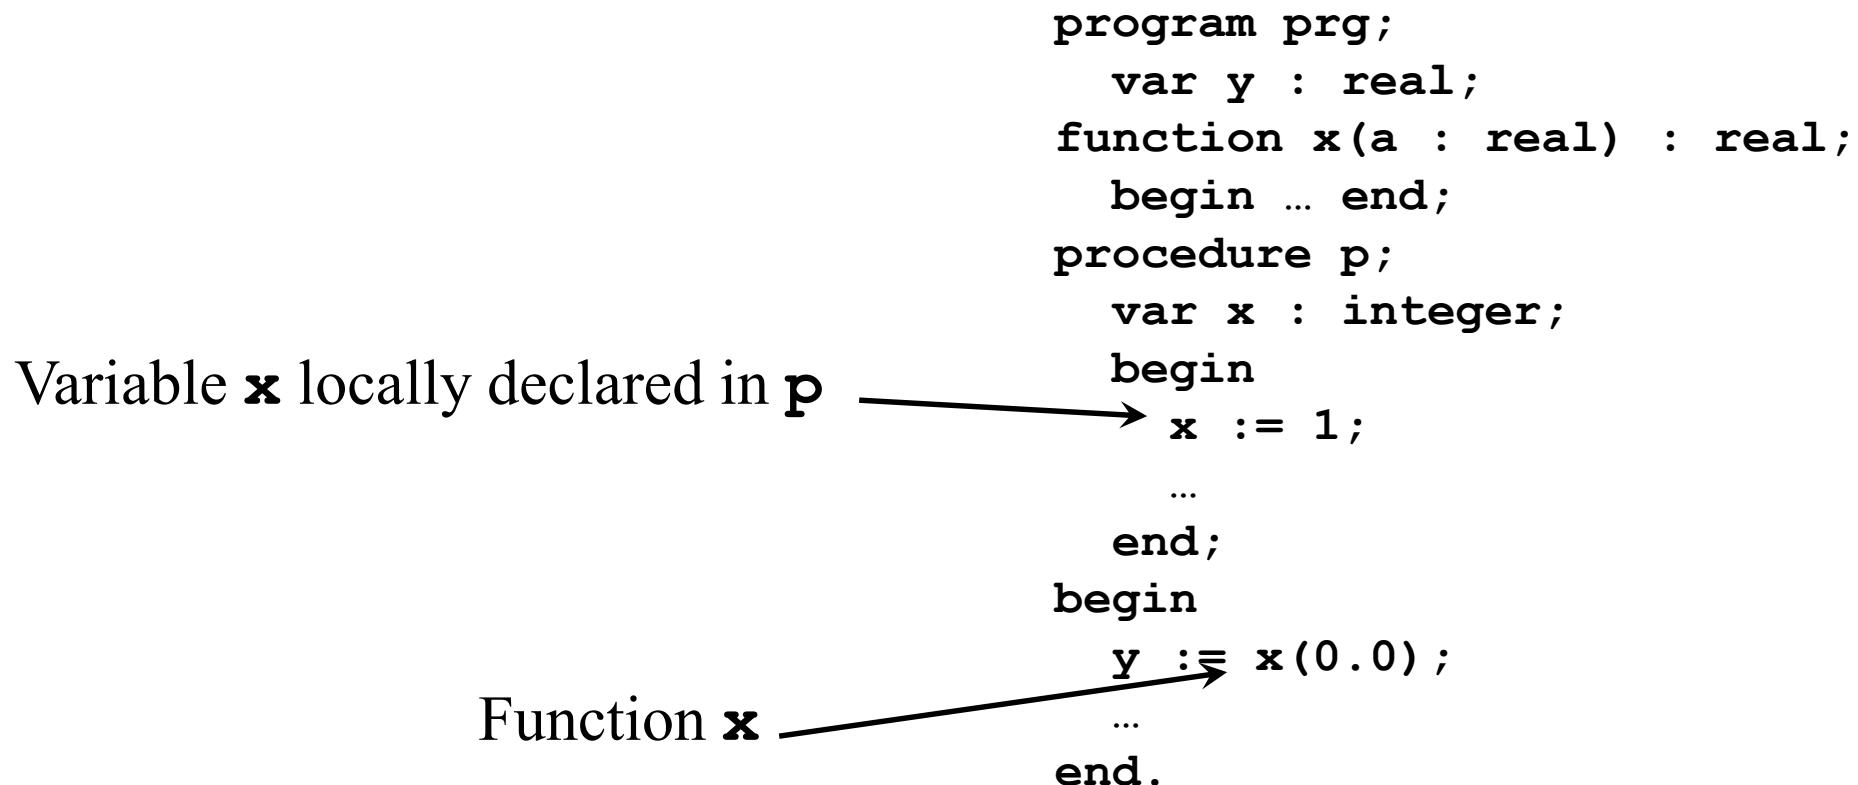 program prg;
var y : real;
function x(a : real) : real;
begin … end;
procedure p;
var x : integer;
begin
Variable x locally declared in p
x := 1;
…
end;
begin
y := x(0.0);
Function x
…
end.